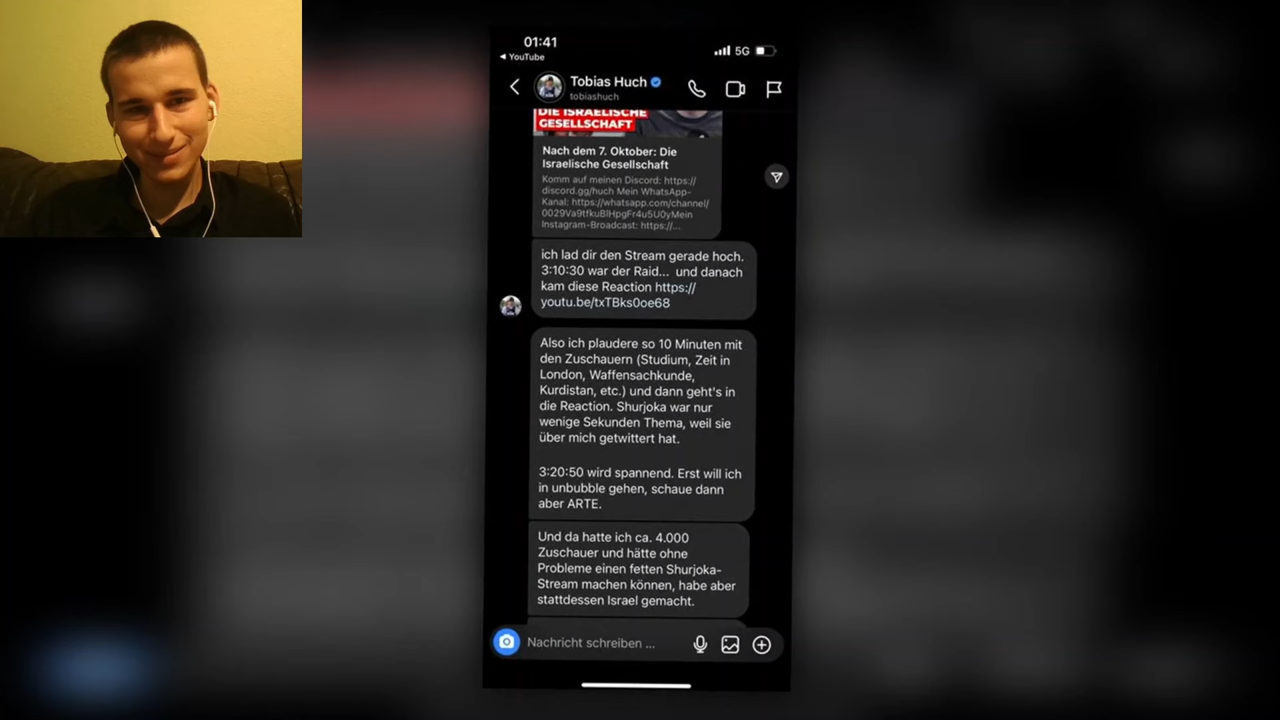 01:41
5G
YouTube
Tobias Huch
tobiashuch
DIE ISRAELISCHE
GESELLSCHAFT
Nach dem 7. Oktober: Die
Israelische Gesellschaft
Komm auf meinen Discord: https://
discord.gg/huch Mein WhatsApp-
Kanal: https://whatsapp.com/channel/
0029Va9tfkuBlHpgFr4u5U0yMein
Instagram-Broadcast: https://...
ich lad dir den Stream gerade hoch.
3:10:30 war der Raid... und danach
kam diese Reaction https://
youtu.be/txTBks0oe68
Also ich plaudere so 10 Minuten mit
den Zuschauern (Studium, Zeit in
London, Waffensachkunde,
Kurdistan, etc.) und dann geht's in
die Reaction. Shurjoka war nur
wenige Sekunden Thema, weil sie
über mich getwittert hat.
3:20:50 wird spannend. Erst will ich
in unbubble gehen, schaue dann
aber ARTE.
Und da hatte ich ca. 4.000
Zuschauer und hätte ohne
Probleme einen fetten Shurjoka-
Stream machen können, habe aber
stattdessen Israel gemacht.
Nachricht schreiben ...